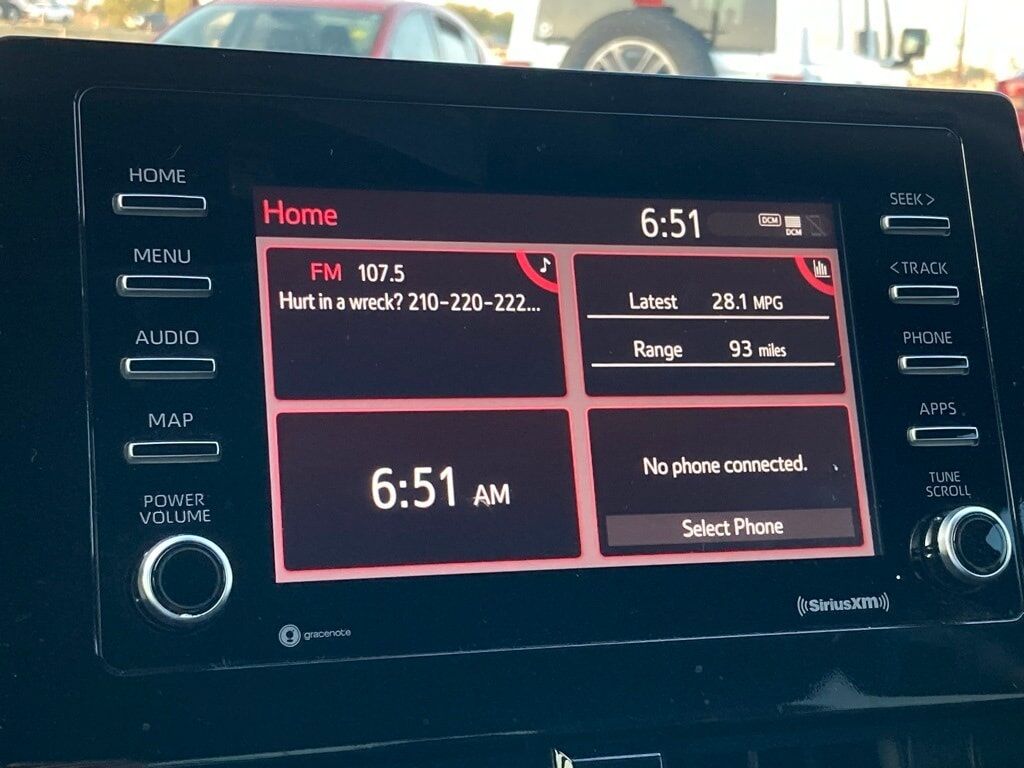 HOME
MENU
AUDIO
MAP
POWER
VOLUME
Home
6:51
DCM
DCM
FM 107.5
Hurt in a wreck? 210-220-222...
Latest 28.1 MPG
Range 93 miles
6:51 AM
No phone connected.
Select Phone
SEEK >
< TRACK
PHONE
APPS
TUNE
SCROLL
gracenote
((SiriusXM))